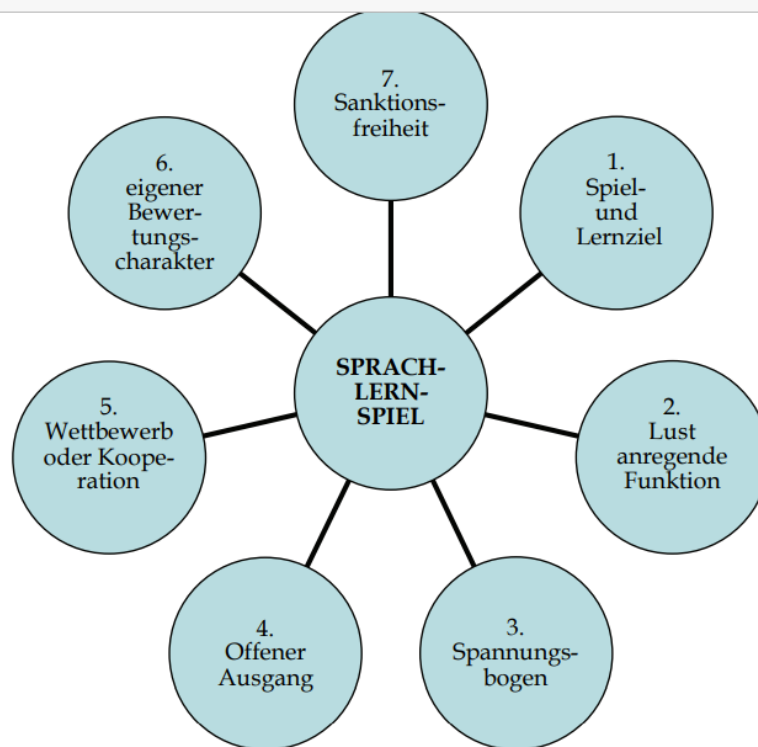 7.
Sanktions-
freiheit
6.
eigener
Bewer-
tungs-
charakter
1.
Spiel-
und
Lernziel
SPRACH-
LERN-
SPIEL
5.
Wettbewerb
oder Koope-
ration
2.
Lust
anregende
Funktion
4.
Offener
Ausgang
3.
Spannungs-
bogen